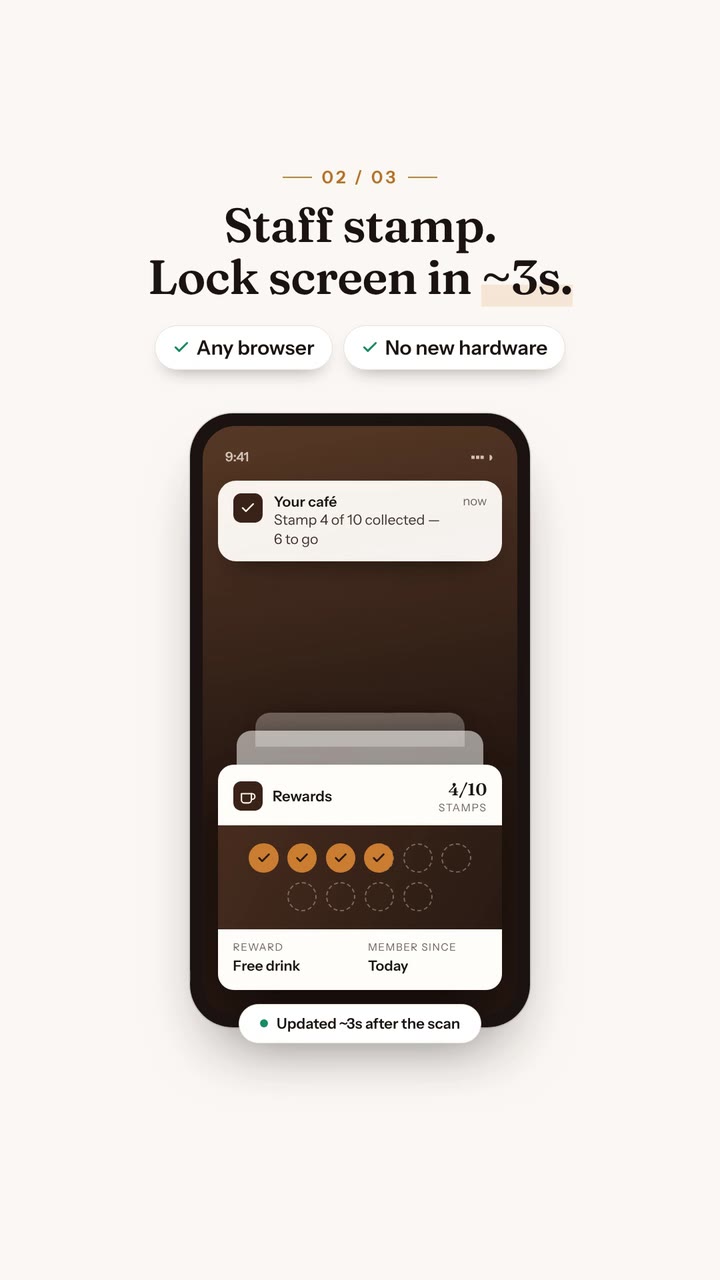 02 / 03
Staff stamp.
Lock screen in ~3s.
Any browser
No new hardware
9:41
Your café
now
Stamp 4 of 10 collected —
6 to go
Rewards
4/10
STAMPS
REWARD
MEMBER SINCE
Free drink
Today
Updated ~3s after the scan